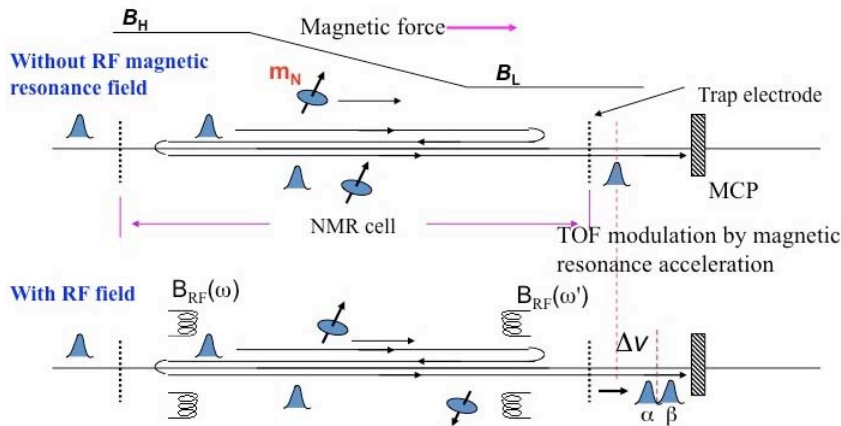 B_H
Magnetic force
Without RF magnetic
resonance field
m_N
B_L
Trap electrode
MCP
NMR cell
TOF modulation by magnetic
resonance acceleration
With RF field
B_RF(ω)
B_RF(ω')
ΔV
α β